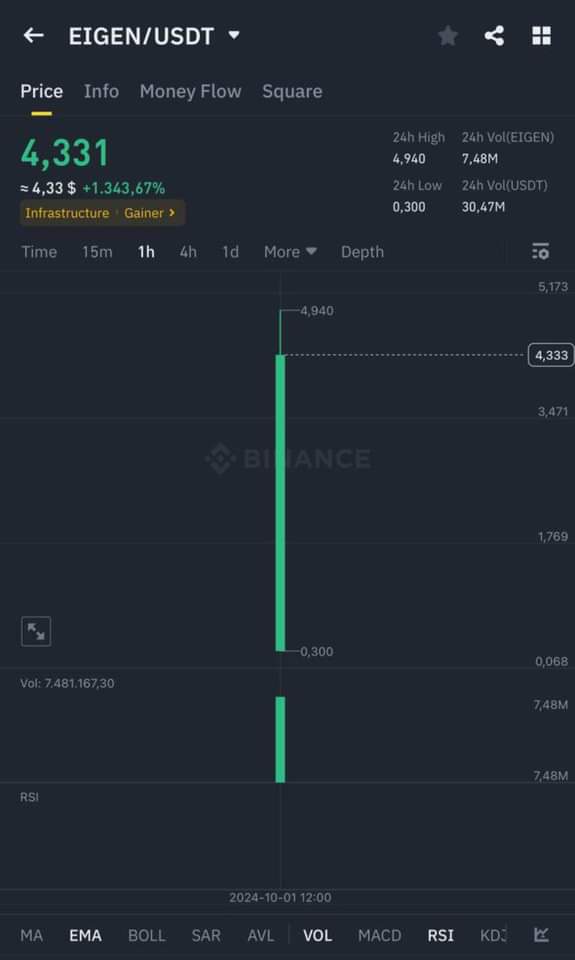 EIGEN/USDT
Price Info Money Flow Square
4,331
≈ 4,33 $ +1.343,67%
Infrastructure Gainer
24h High 24h Vol(EIGEN)
4,940 7,48M
24h Low 24h Vol(USDT)
0,300 30,47M
Time 15m 1h 4h 1d More Depth
5,173
4,940
4,333
3,471
BINANCE
1,769
0,300
0,068
Vol: 7.481.167,30
7,48M
7,48M
RSI
2024-10-01 12:00
MA EMA BOLL SAR AVL VOL MACD RSI KDJ